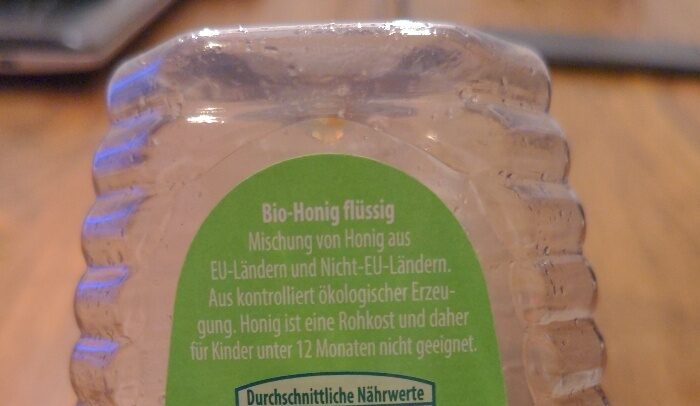 Bio-Honig flüssig
Mischung von Honig aus
EU-Ländern und Nicht-EU-Ländern.
Aus kontrolliert ökologischer Erzeu-
gung. Honig ist eine Rohkost und daher
für Kinder unter 12 Monaten nicht geeignet.
Durchschnittliche Nährwerte